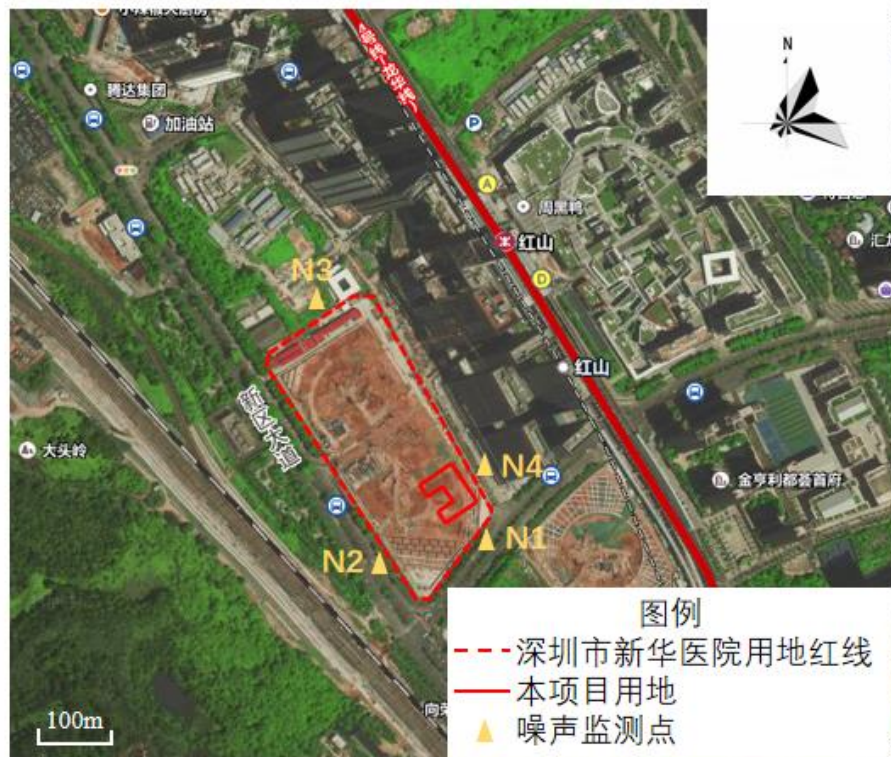 N
腾达集团
加油站
P
A
周黑鸭
红山
D
N3
红山
新区大道
大头岭
N4
金亨利都荟首府
N1
N2
图例
深圳市新华医院用地红线
本项目用地
噪声监测点
100m